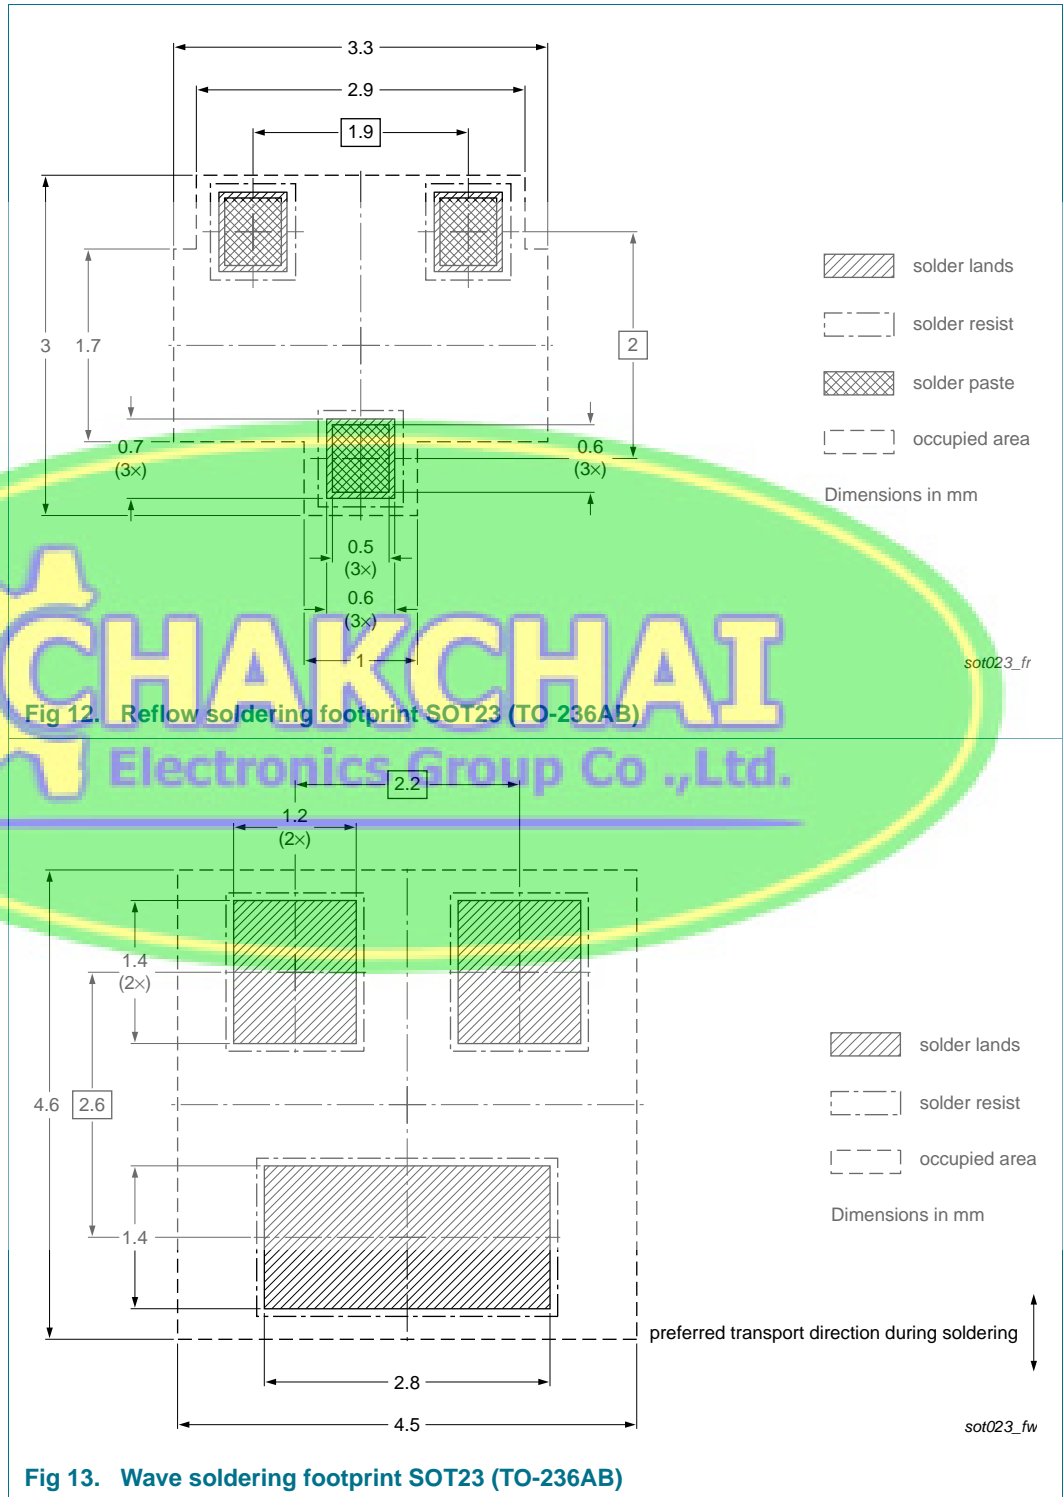 3.3
2.9
1.9
3
1.7
2
0.7
(3×)
0.6
(3×)
0.5
(3×)
0.6
(3×)
1
solder lands
solder resist
solder paste
occupied area
Dimensions in mm
sot023_fr
CHAKCHAI
Fig 12. Reflow soldering footprint SOT23 (TO-236AB)
Electronics Group Co .,Ltd.
2.2
1.2
(2×)
1.4
(2×)
4.6
2.6
1.4
2.8
4.5
solder lands
solder resist
occupied area
Dimensions in mm
preferred transport direction during soldering
sot023_fw
Fig 13. Wave soldering footprint SOT23 (TO-236AB)